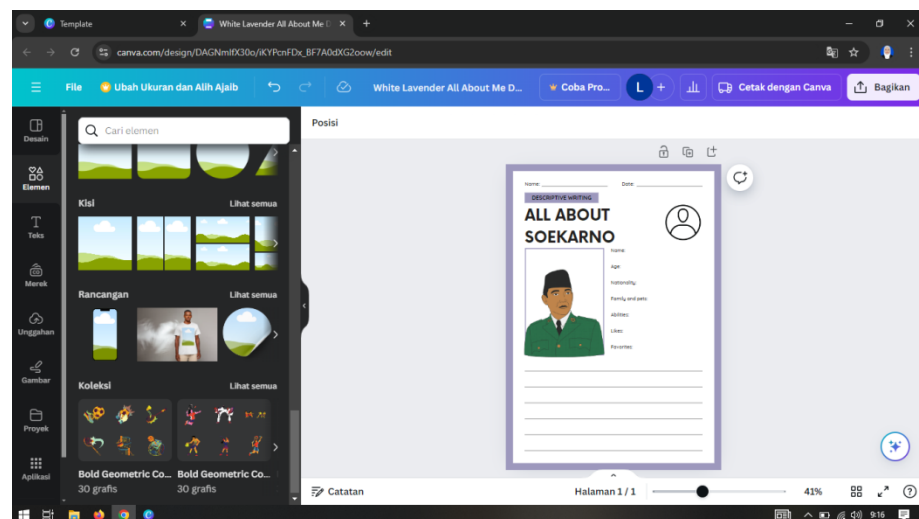 Template
White Lavender All About Me D
canva.com/design/DAGNmlfX30o/iKYPcnFDx_BF7A0dXG2oow/edit
File
Ubah Ukuran dan Alih Ajaib
White Lavender All About Me D...
Coba Pro...
L
Cetak dengan Canva
Bagikan
Desain
Elemen
Teks
Merek
Unggahan
Gambar
Proyek
Aplikasi
Cari elemen
Kisi
Lihat semua
Rancangan
Lihat semua
Koleksi
Lihat semua
Bold Geometric Co...
Bold Geometric Co...
30 grafis
30 grafis
Posisi
Name:
Date:
DESCRIPTIVE WRITING
ALL ABOUT
SOEKARNO
Name
Age
Nationality
Family and pets
Abilities
Likes
Favorites
Catatan
Halaman 1 / 1
41%
9:16